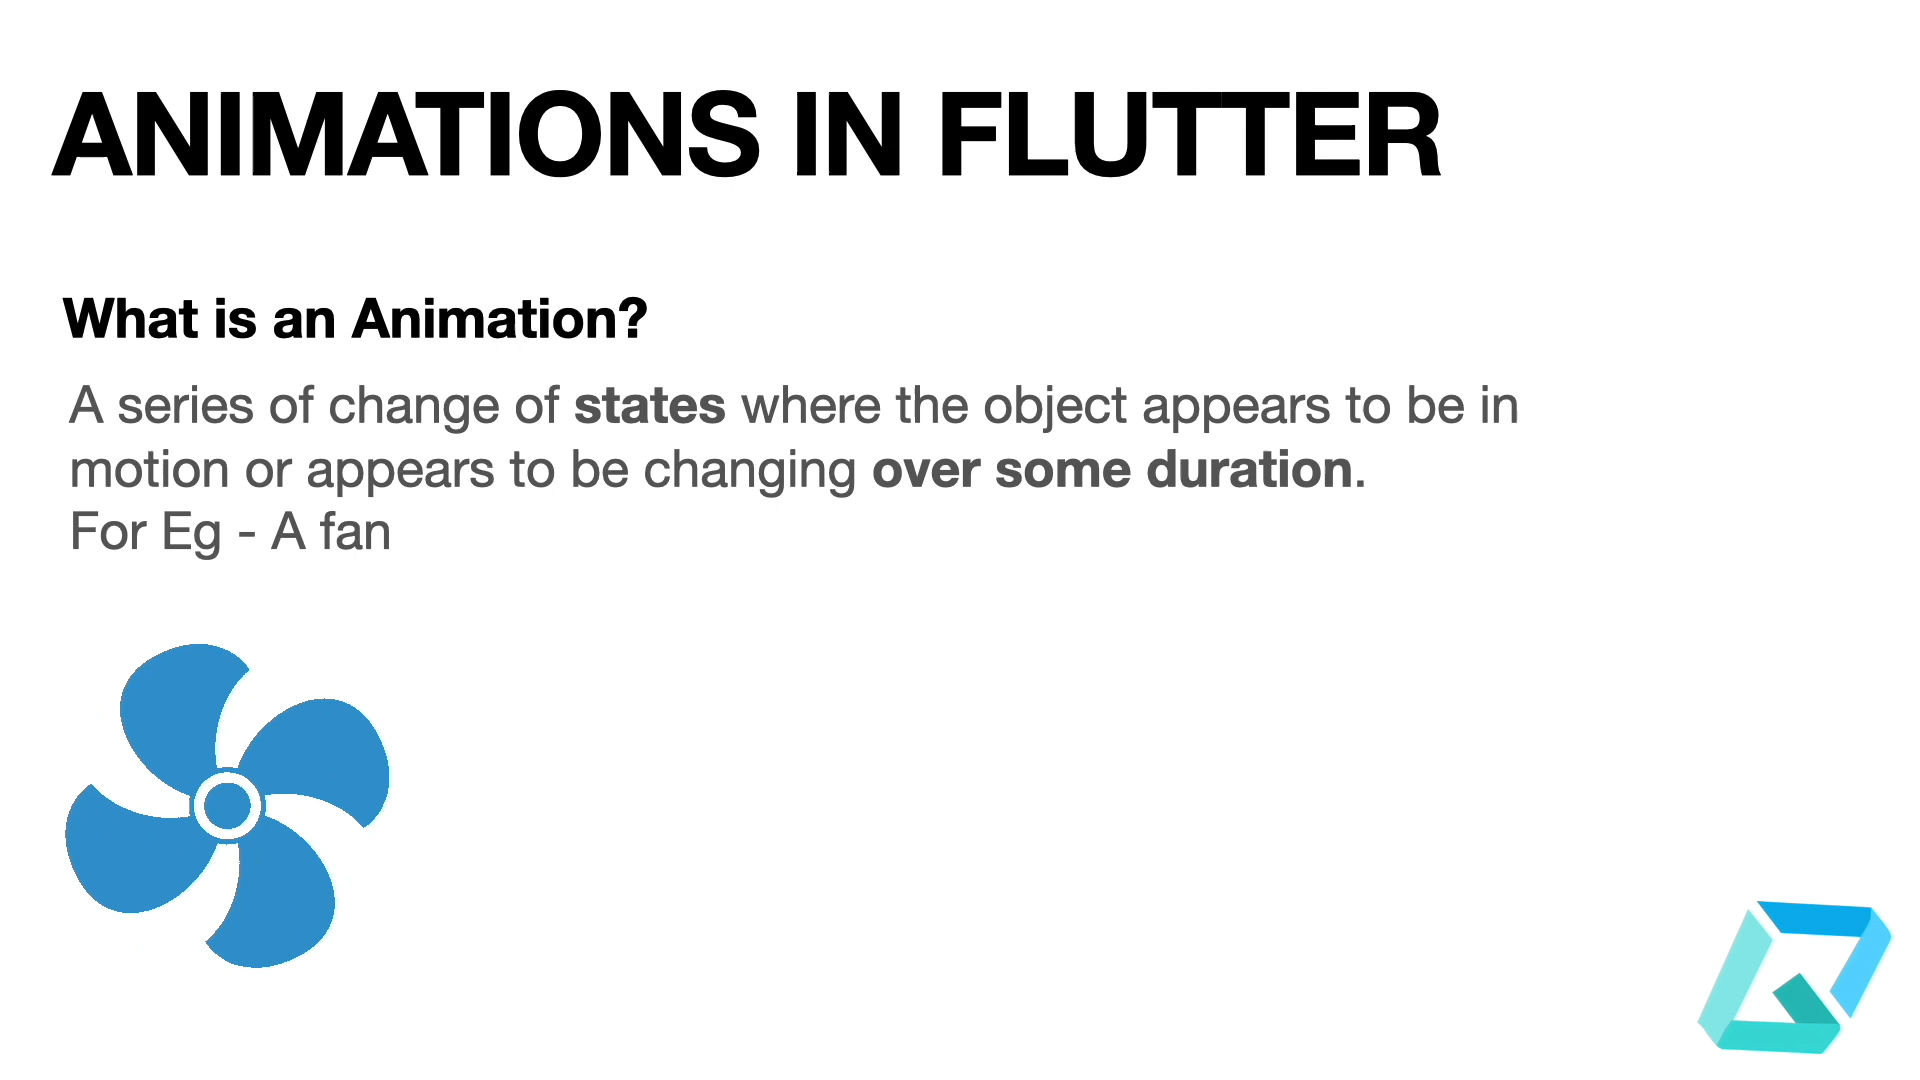 ANIMATIONS IN FLUTTER
What is an Animation?
A series of change of states where the object appears to be in
motion or appears to be changing over some duration.
For Eg - A fan